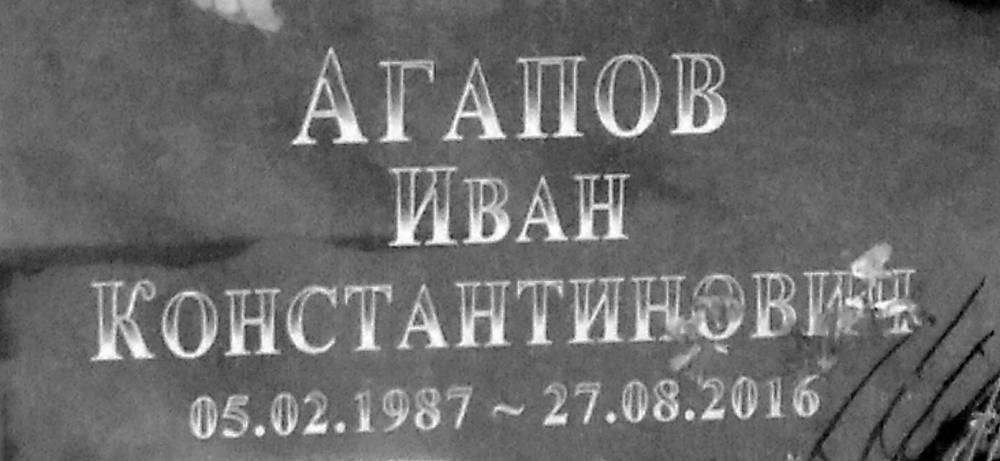 АГАПОВ
ИВАН
КОНСТАНТИНОВИЧ
05.02.1987 ~ 27.08.2016